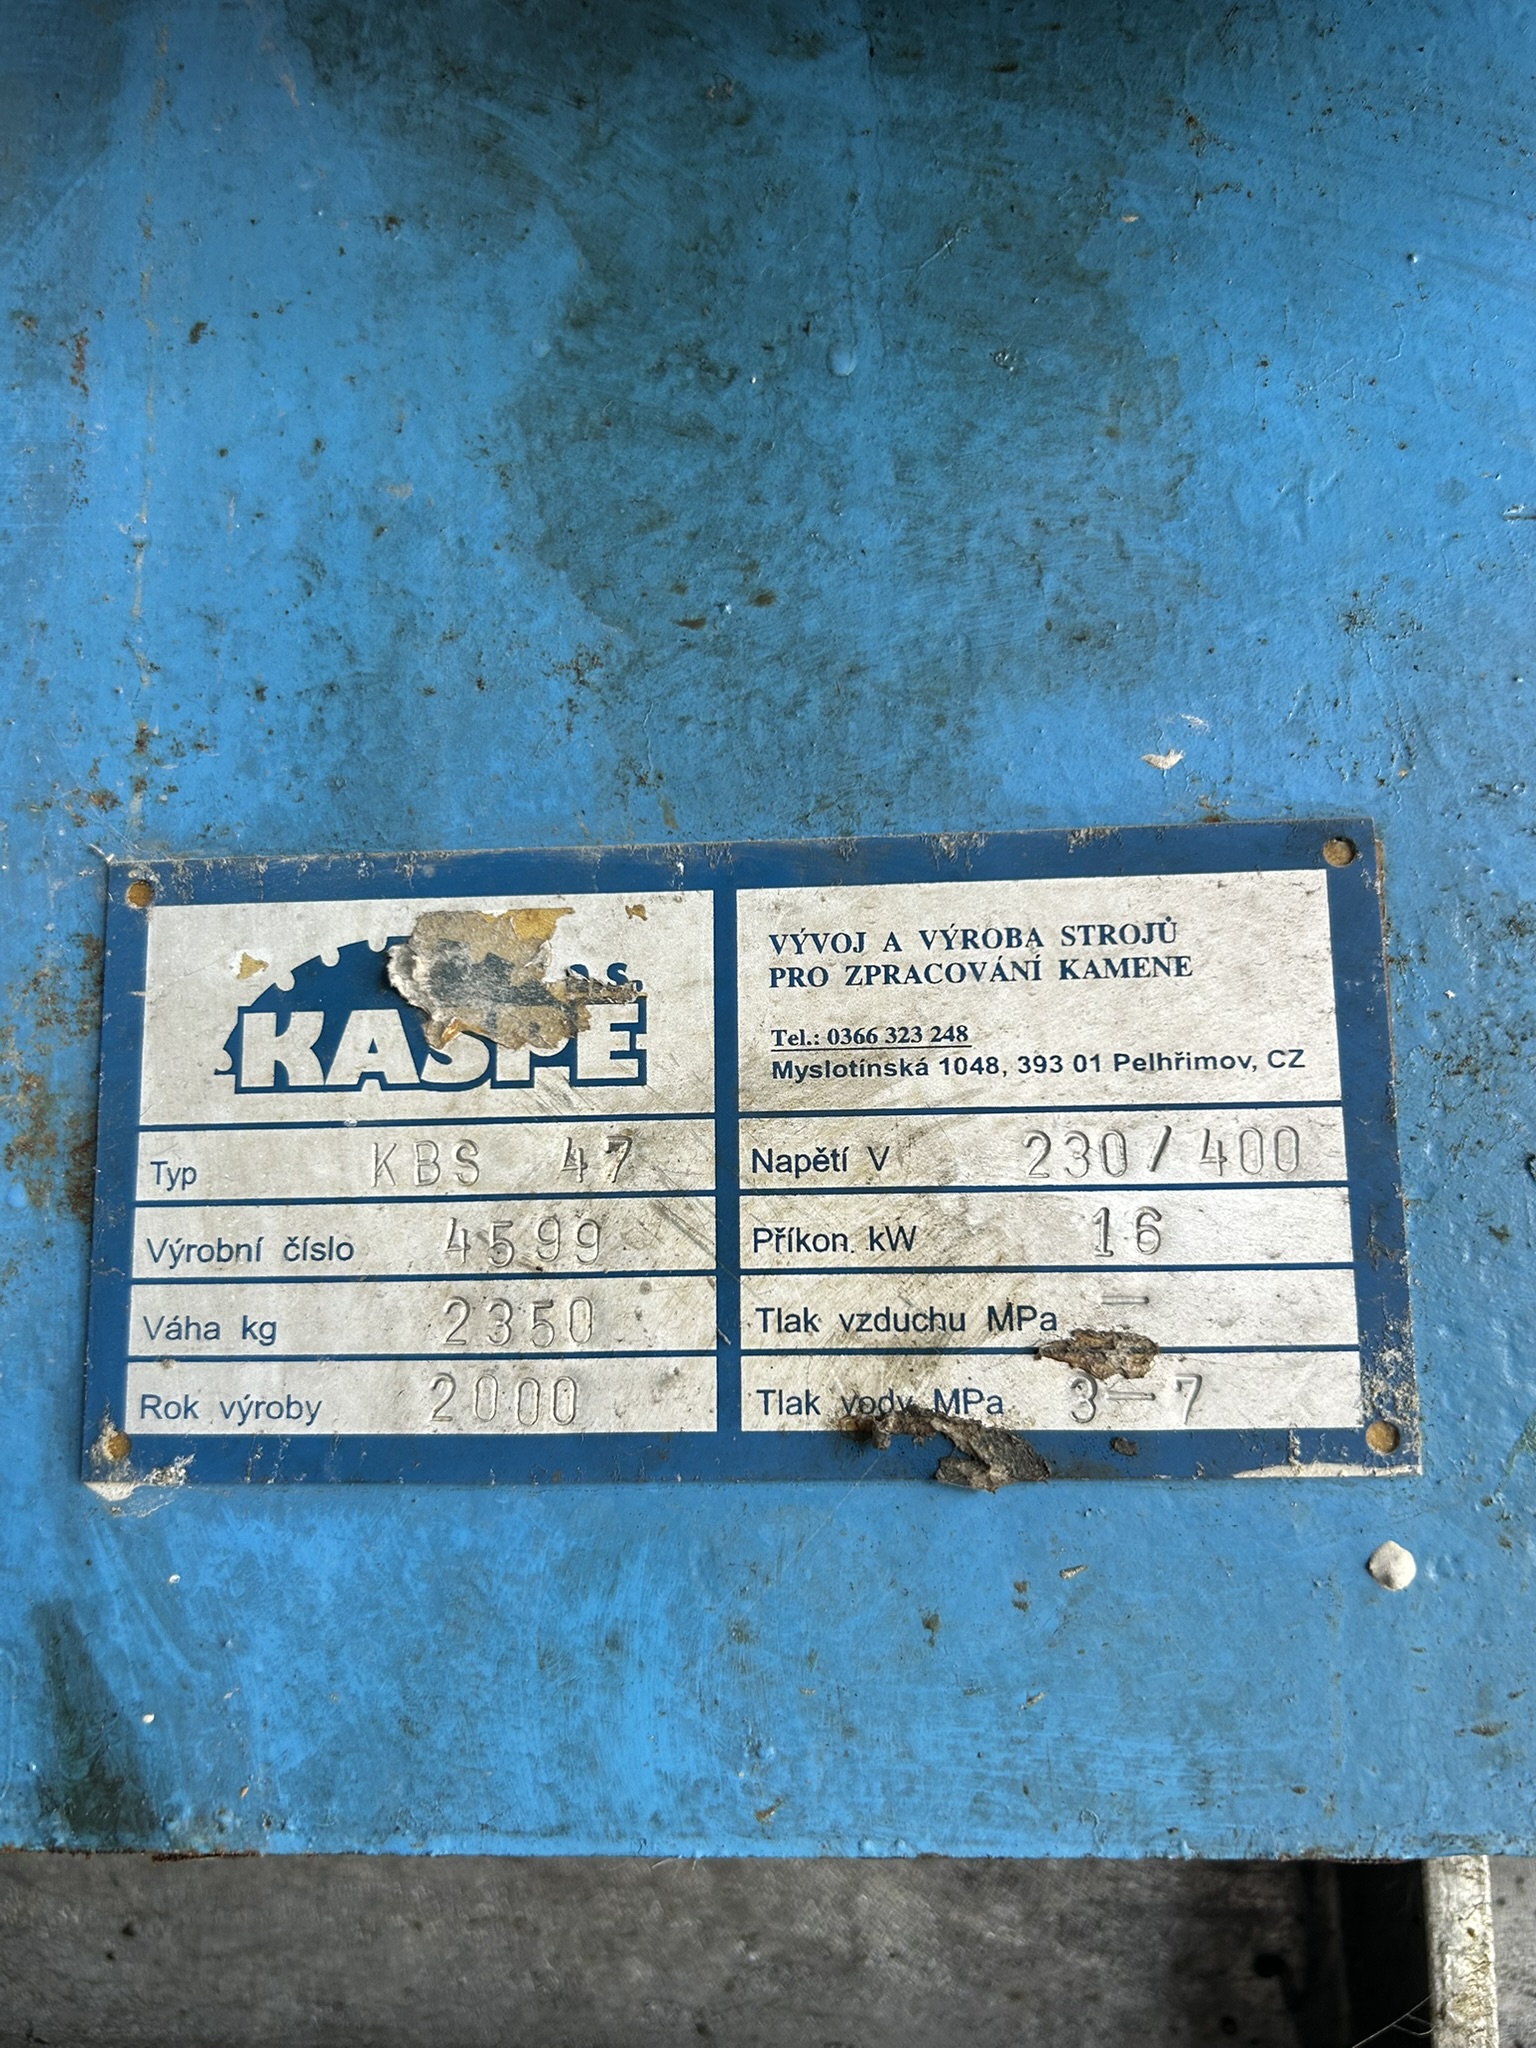 a.s.
KASPE
VÝVOJ A VÝROBA STROJŮ
PRO ZPRACOVÁNÍ KAMENE
Tel.: 0366 323 248
Myslotínská 1048, 393 01 Pelhřimov, CZ
Typ KBS 47
Výrobní číslo 4599
Váha kg 2350
Rok výroby 2000
Napětí V 230/400
Příkon kW 16
Tlak vzduchu MPa —
Tlak vody MPa 3—7